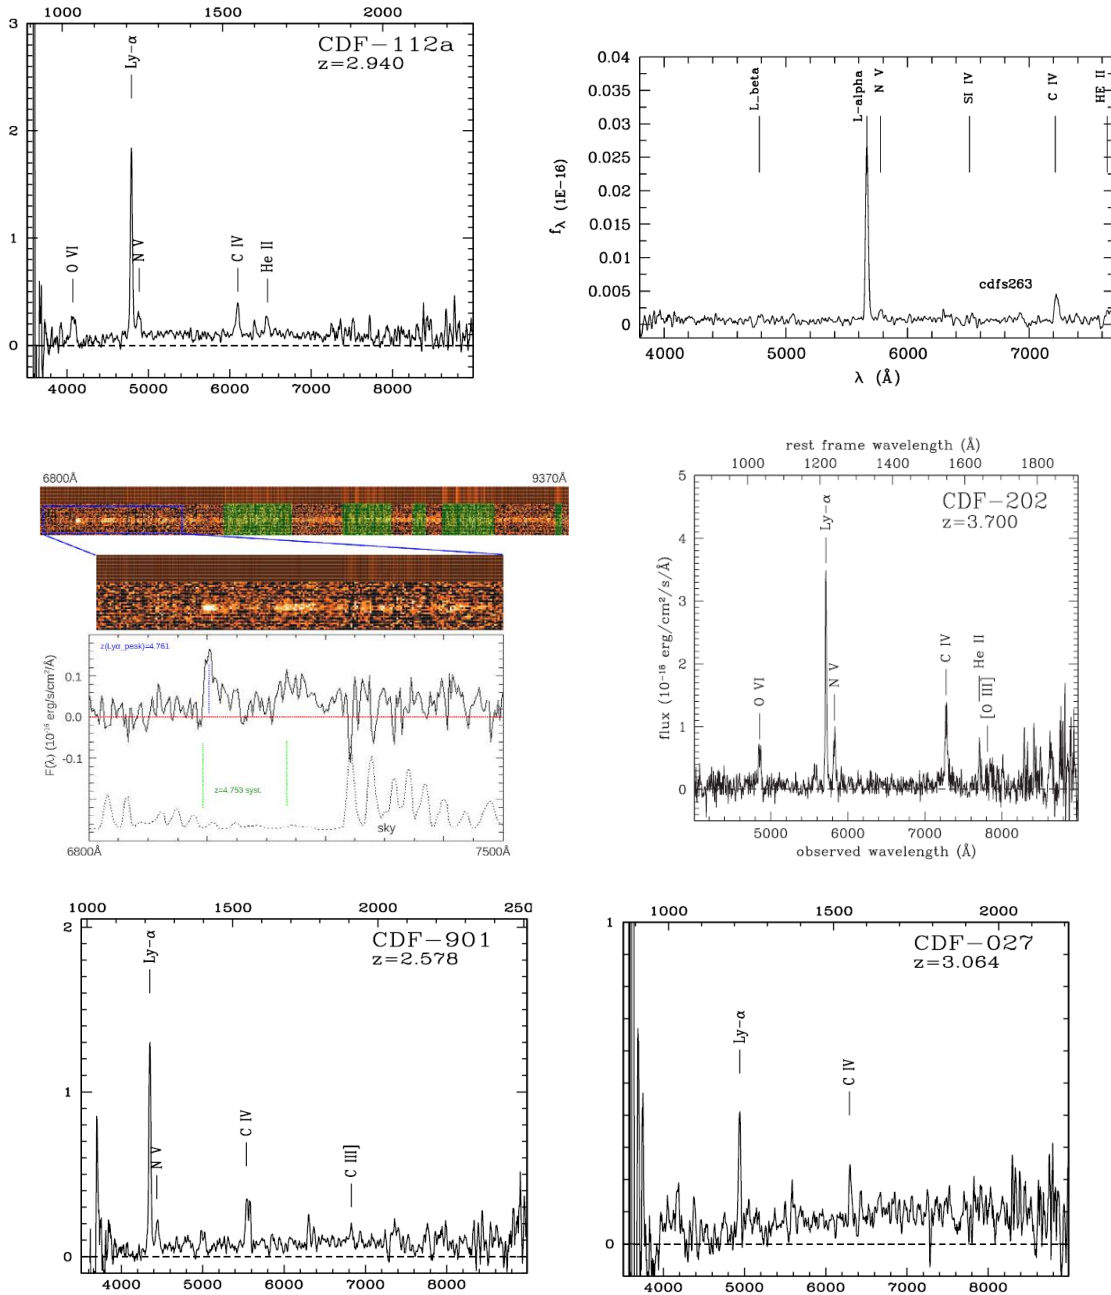 1000 1500 2000
CDF-112a
z=2.940
Ly-α
O VI
N V
C IV
He II
3
2
1
0
4000 5000 6000 7000 8000
L_beta
L-alpha
N V
SI IV
C IV
HE II
0.04
0.035
0.03
0.025
0.02
0.015
0.01
0.005
0
fλ (1E-16)
cdfs263
4000 5000 6000 7000
λ (Å)
6800Å 9370Å
z(Lyα_peak)=4.761
0.1
0.0
-0.1
F(λ) (10⁻¹⁸ erg/s/cm²/Å)
z=4.753 syst.
sky
6800Å 7500Å
rest frame wavelength (Å)
1000 1200 1400 1600 1800
CDF-202
z=3.700
Ly-α
O VI
N V
C IV
He II
[O III]
5
4
3
2
1
0
flux (10⁻¹⁸ erg/cm²/s/Å)
5000 6000 7000 8000
observed wavelength (Å)
1000 1500 2000 250
CDF-901
z=2.578
Ly-α
N V
C IV
C III]
2
1
0
4000 5000 6000 7000 8000 9000
1000 1500 2000
CDF-027
z=3.064
Ly-α
C IV
1
0
4000 5000 6000 7000 8000 9000